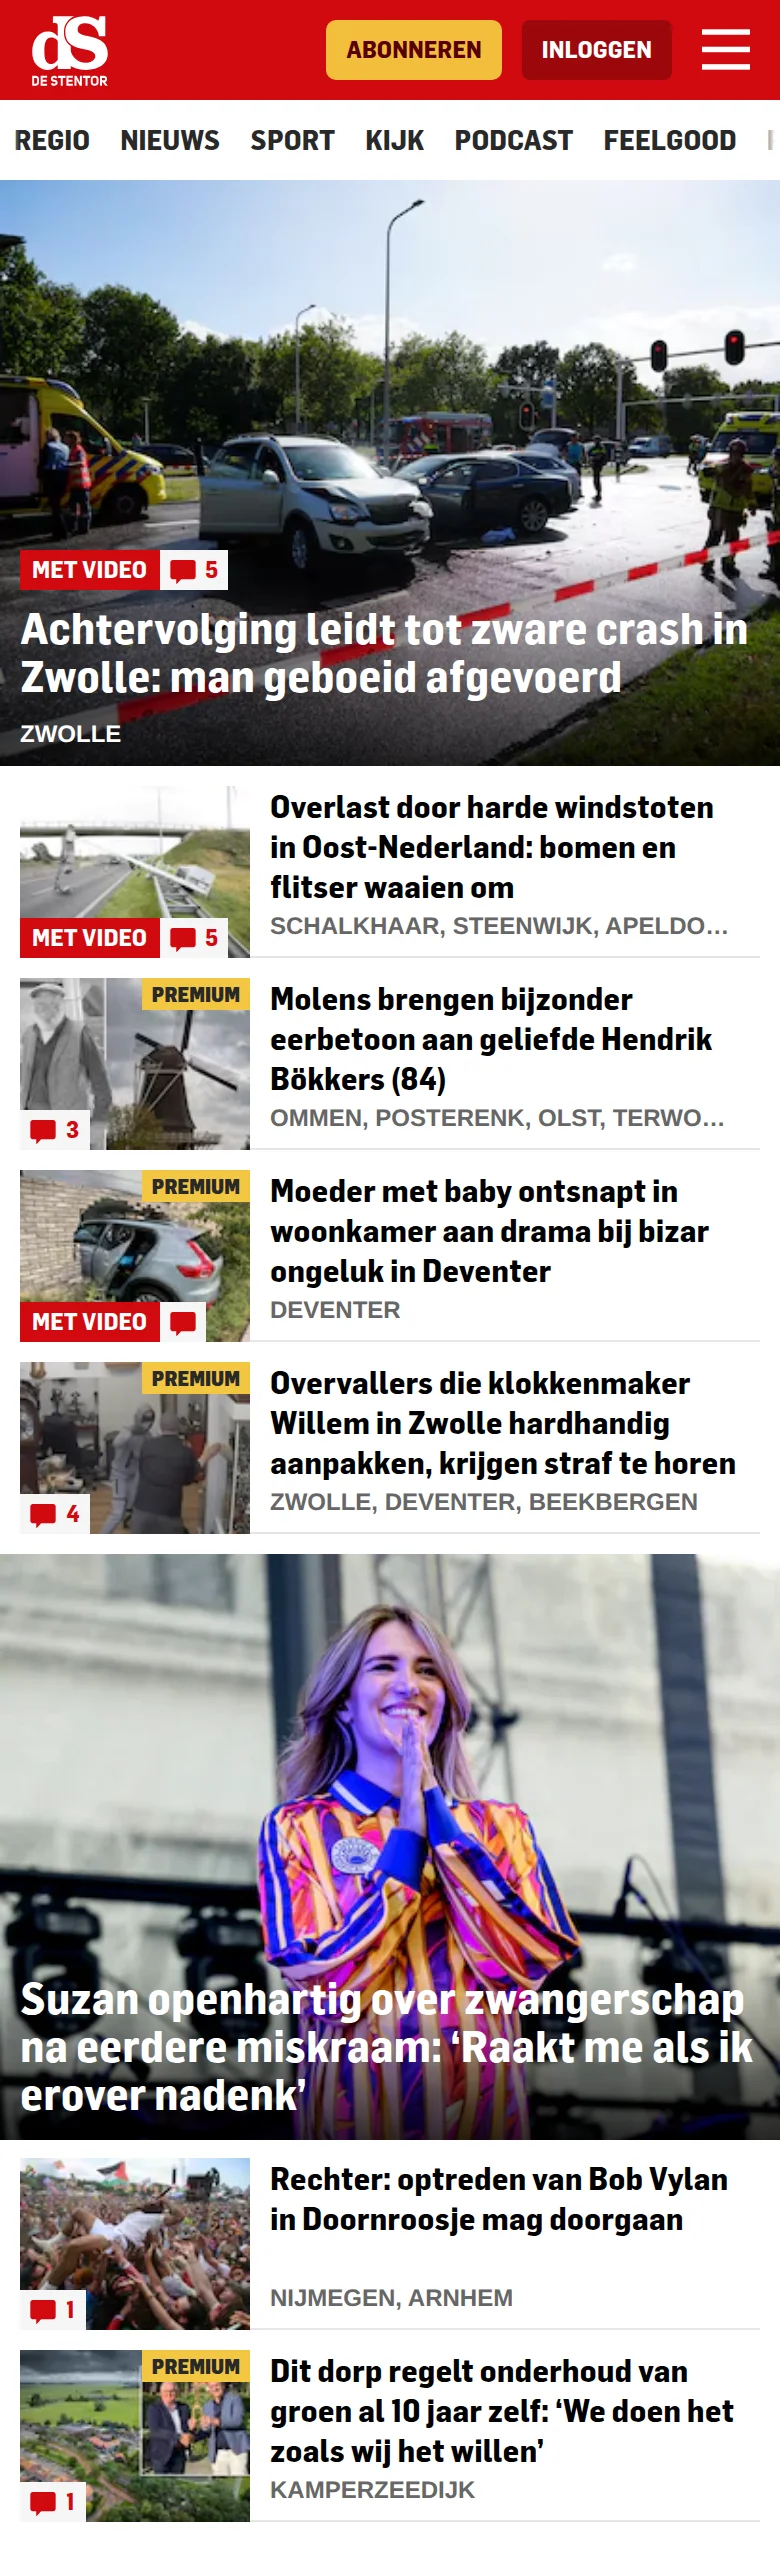 dS
DE STENTOR
ABONNEREN
INLOGGEN
REGIO NIEUWS SPORT KIJK PODCAST FEELGOOD
MET VIDEO 5
Achtervolging leidt tot zware crash in
Zwolle: man geboeid afgevoerd
ZWOLLE
Overlast door harde windstoten
in Oost-Nederland: bomen en
flitser waaien om
SCHALKHAAR, STEENWIJK, APELDO…
MET VIDEO 5
PREMIUM
3
Molens brengen bijzonder
eerbetoon aan geliefde Hendrik
Bökkers (84)
OMMEN, POSTERENK, OLST, TERWO…
PREMIUM
MET VIDEO
Moeder met baby ontsnapt in
woonkamer aan drama bij bizar
ongeluk in Deventer
DEVENTER
PREMIUM
4
Overvallers die klokkenmaker
Willem in Zwolle hardhandig
aanpakken, krijgen straf te horen
ZWOLLE, DEVENTER, BEEKBERGEN
Suzan openhartig over zwangerschap
na eerdere miskraam: ‘Raakt me als ik
erover nadenk’
1
Rechter: optreden van Bob Vylan
in Doornroosje mag doorgaan
NIJMEGEN, ARNHEM
PREMIUM
1
Dit dorp regelt onderhoud van
groen al 10 jaar zelf: ‘We doen het
zoals wij het willen’
KAMPERZEEDIJK